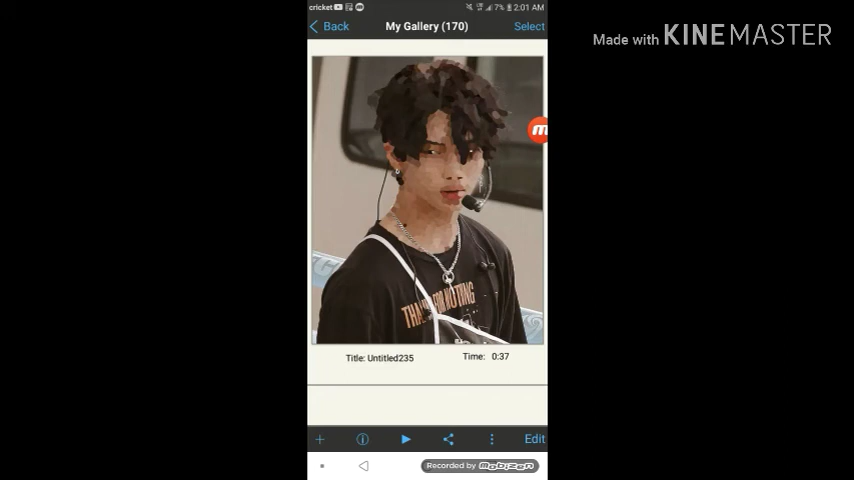 cricket
7% 2:01 AM
Back
My Gallery (170)
Select
Made with KINEMASTER
Title: Untitled235
Time: 0:37
Edit
Recorded by mobizen